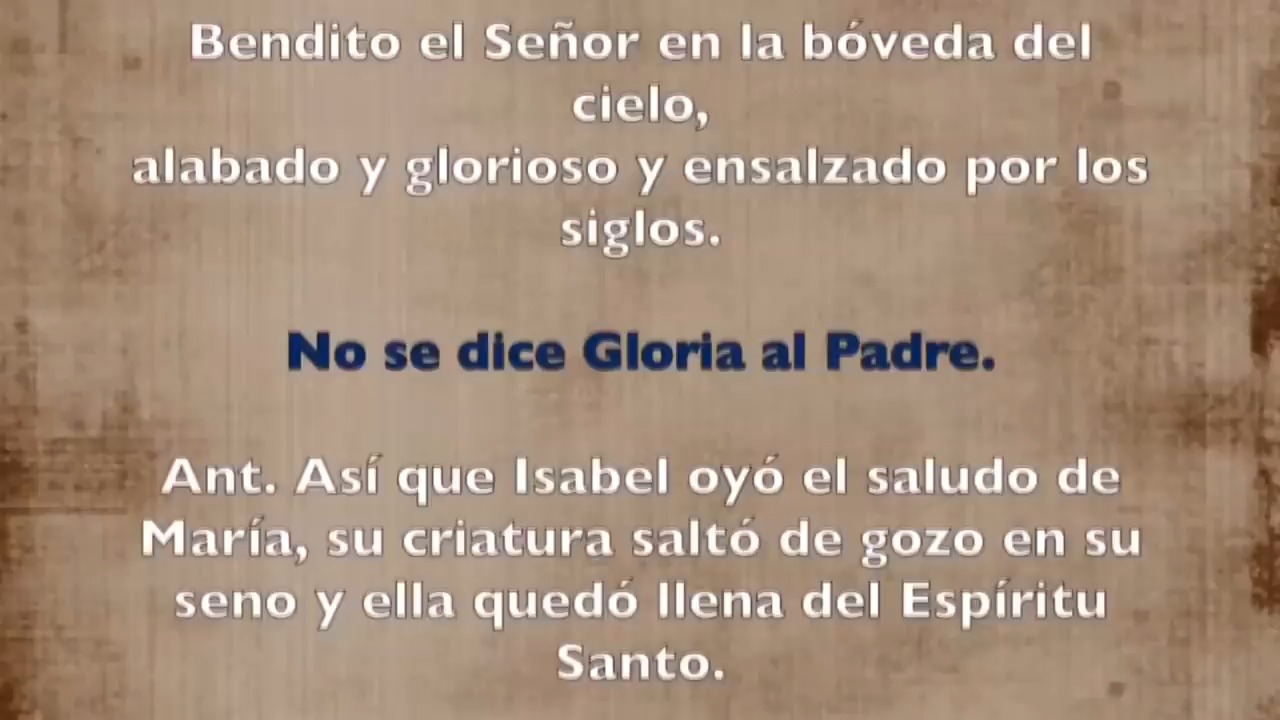 Bendito el Señor en la bóveda del
cielo,
alabado y glorioso y ensalzado por los
siglos.
No se dice Gloria al Padre.
Ant. Así que Isabel oyó el saludo de
María, su criatura saltó de gozo en su
seno y ella quedó llena del Espíritu
Santo.